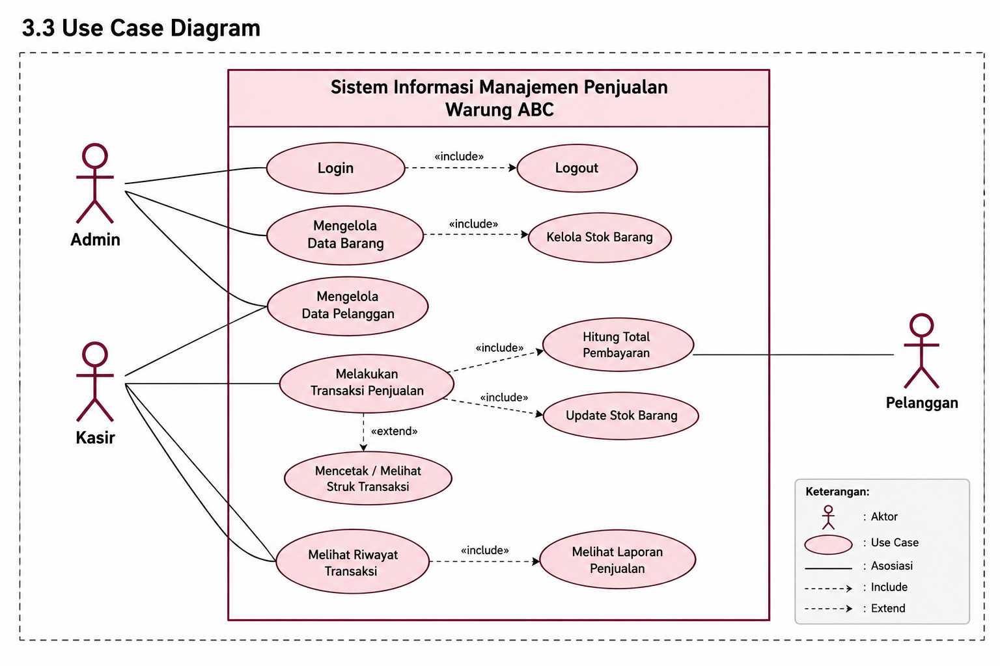 3.3 Use Case Diagram
Sistem Informasi Manajemen Penjualan
Warung ABC
Admin
Login
«include»
Logout
Mengelola
Data Barang
«include»
Kelola Stok Barang
Mengelola
Data Pelanggan
Kasir
Melakukan
Transaksi Penjualan
«include»
Hitung Total
Pembayaran
Pelanggan
«include»
Update Stok Barang
«extend»
Mencetak / Melihat
Struk Transaksi
Melihat Riwayat
Transaksi
«include»
Melihat Laporan
Penjualan
Keterangan:
: Aktor
: Use Case
: Asosiasi
: Include
: Extend